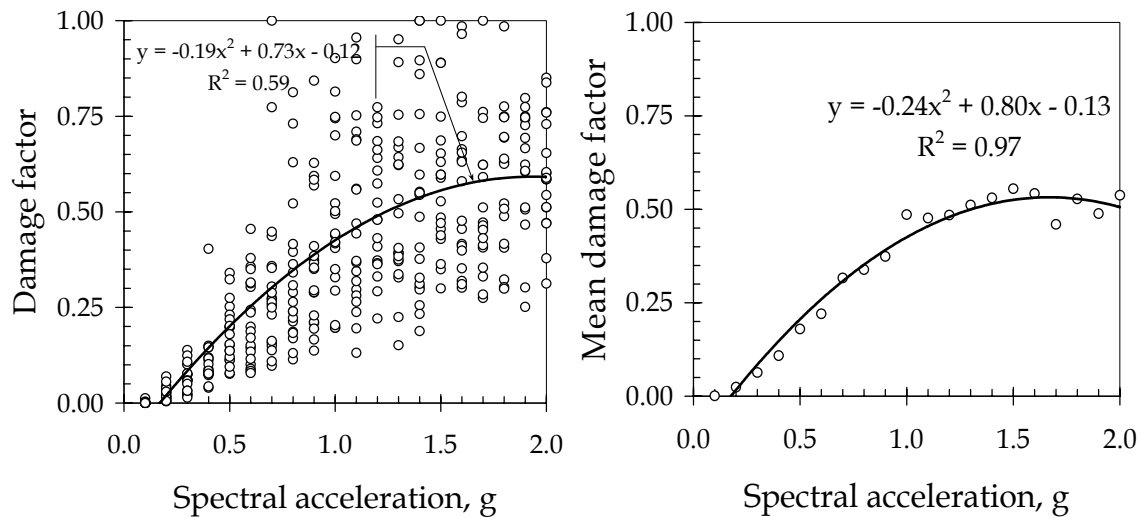 1.00
0.75
0.50
0.25
0.00
Damage factor
y = -0.19x² + 0.73x - 0.12
R² = 0.59
0.0 0.5 1.0 1.5 2.0
Spectral acceleration, g
1.00
0.75
0.50
0.25
0.00
Mean damage factor
y = -0.24x² + 0.80x - 0.13
R² = 0.97
0.0 0.5 1.0 1.5 2.0
Spectral acceleration, g